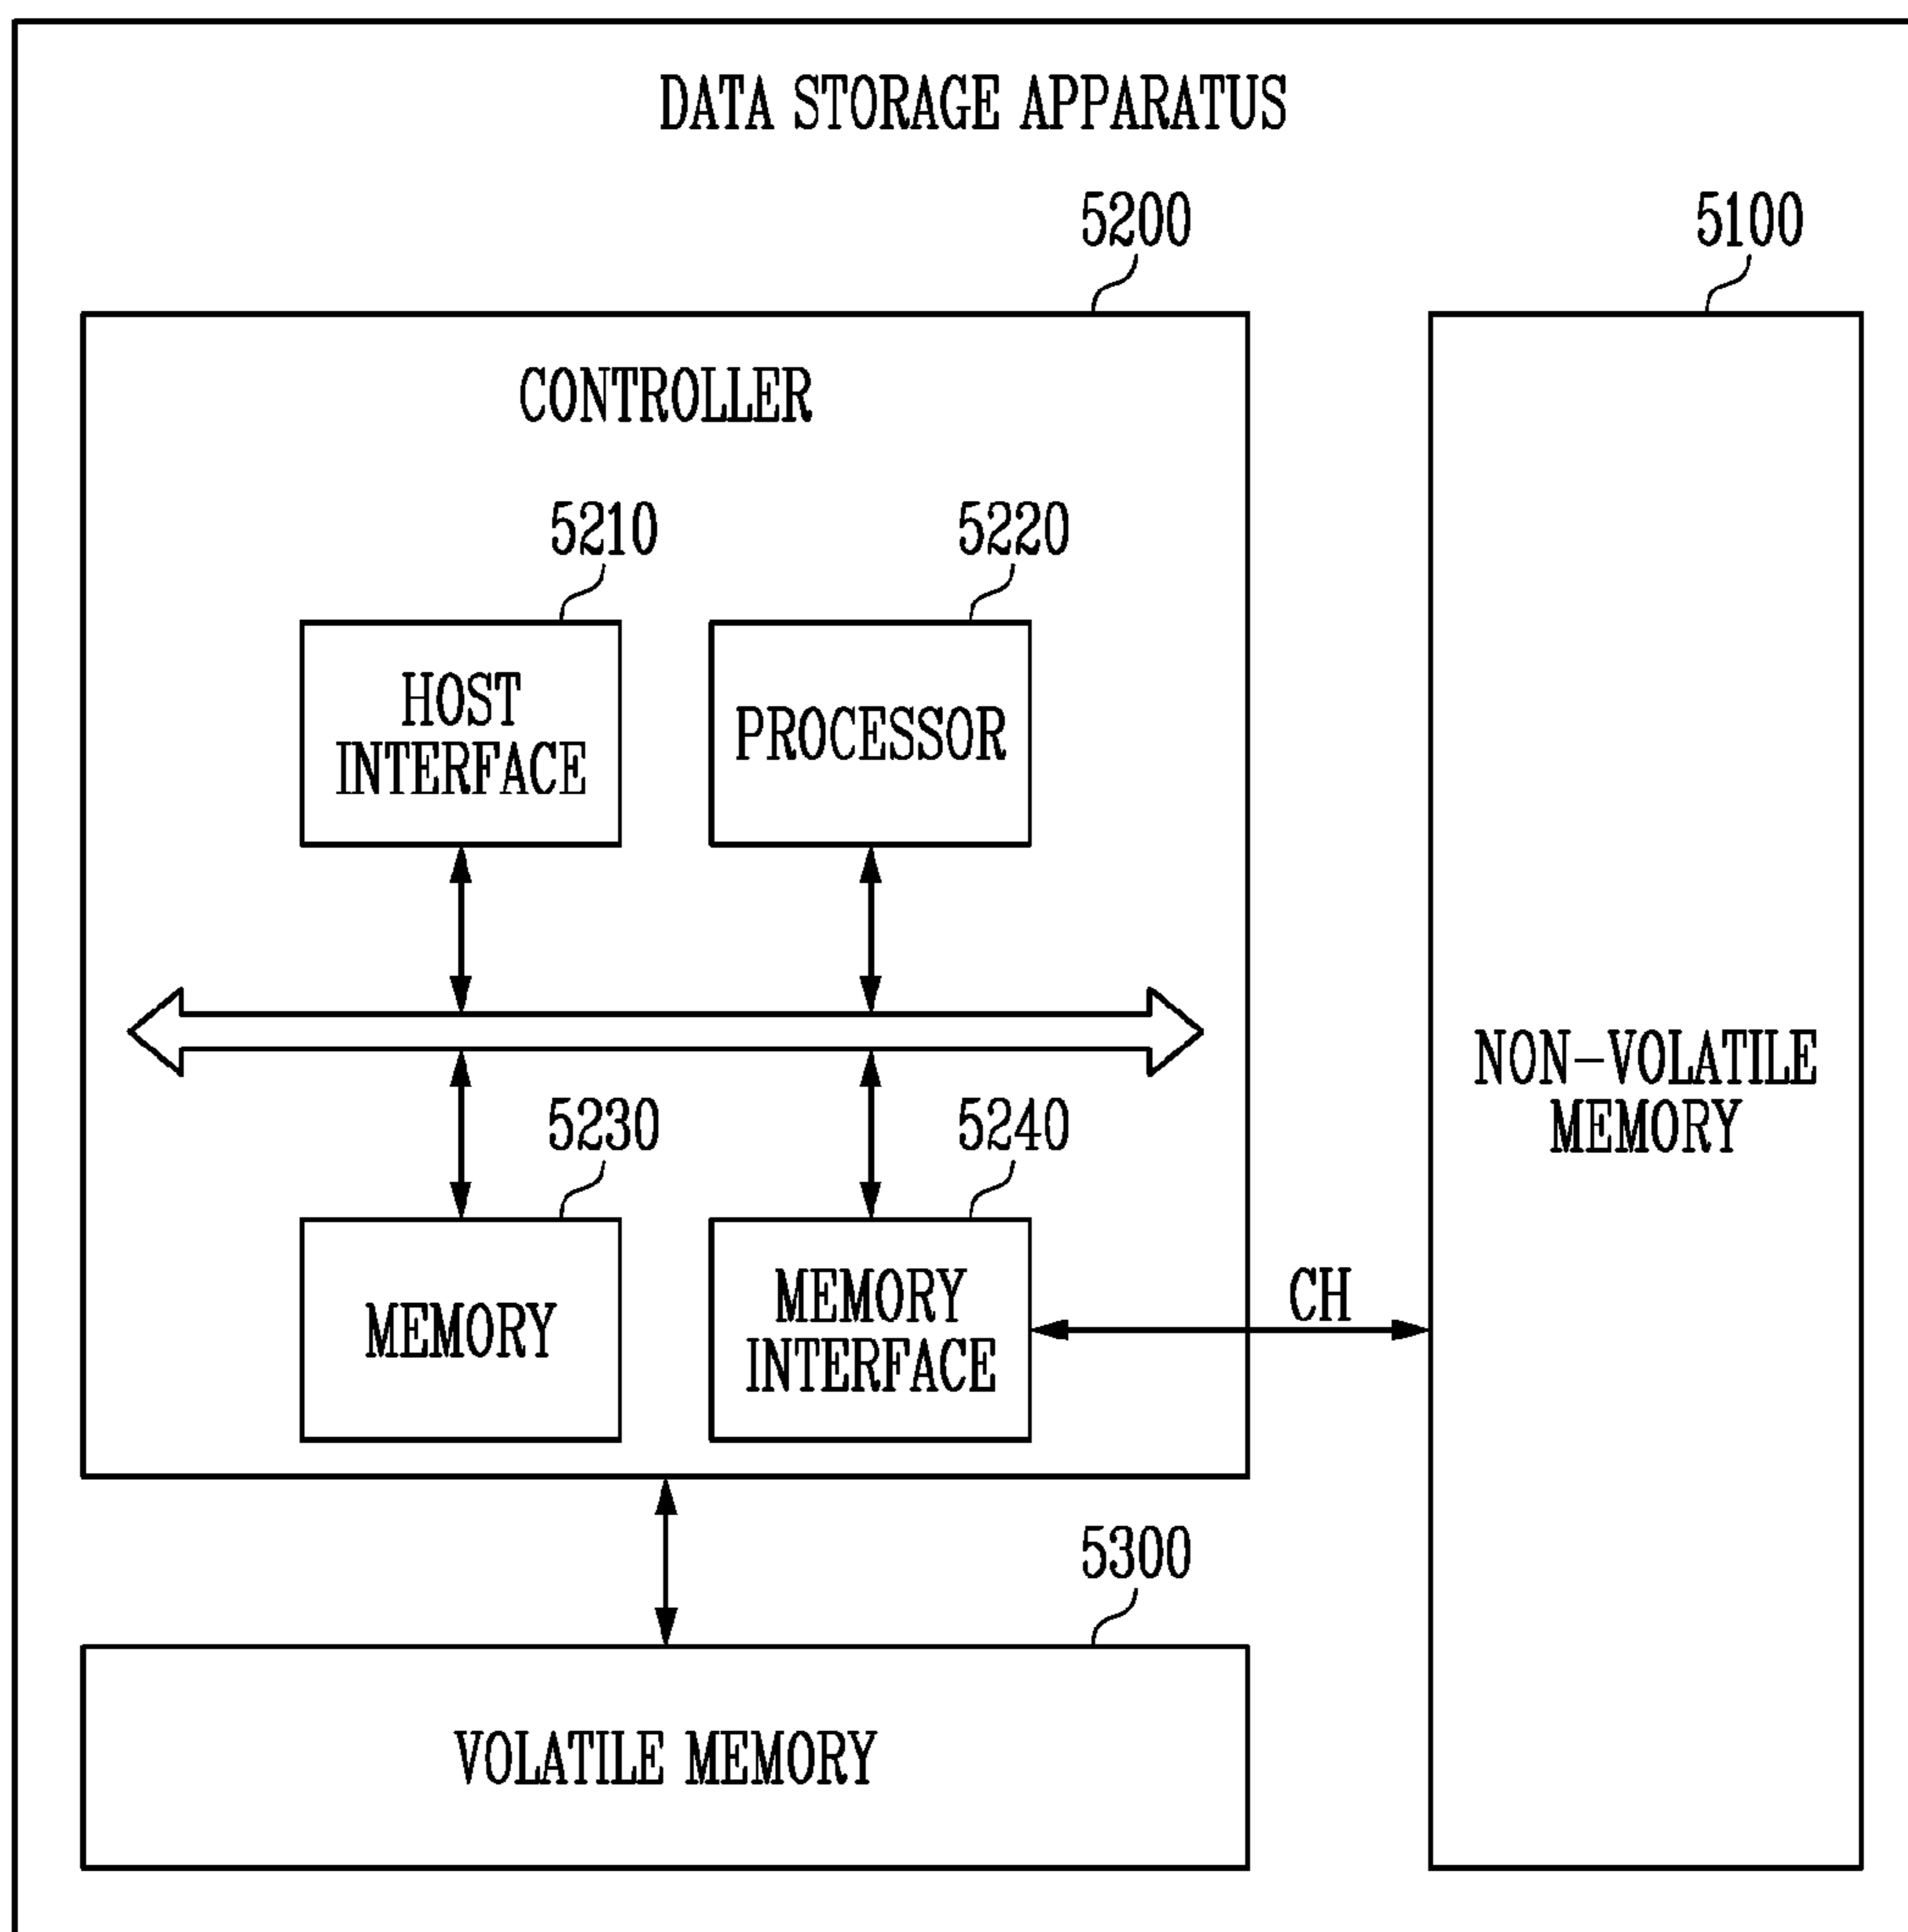 DATA STORAGE APPARATUS
5200
5100
CONTROLLER
5210
5220
HOST
INTERFACE
PROCESSOR
5230
5240
NON-VOLATILE
MEMORY
MEMORY
MEMORY
INTERFACE
CH
5300
VOLATILE MEMORY